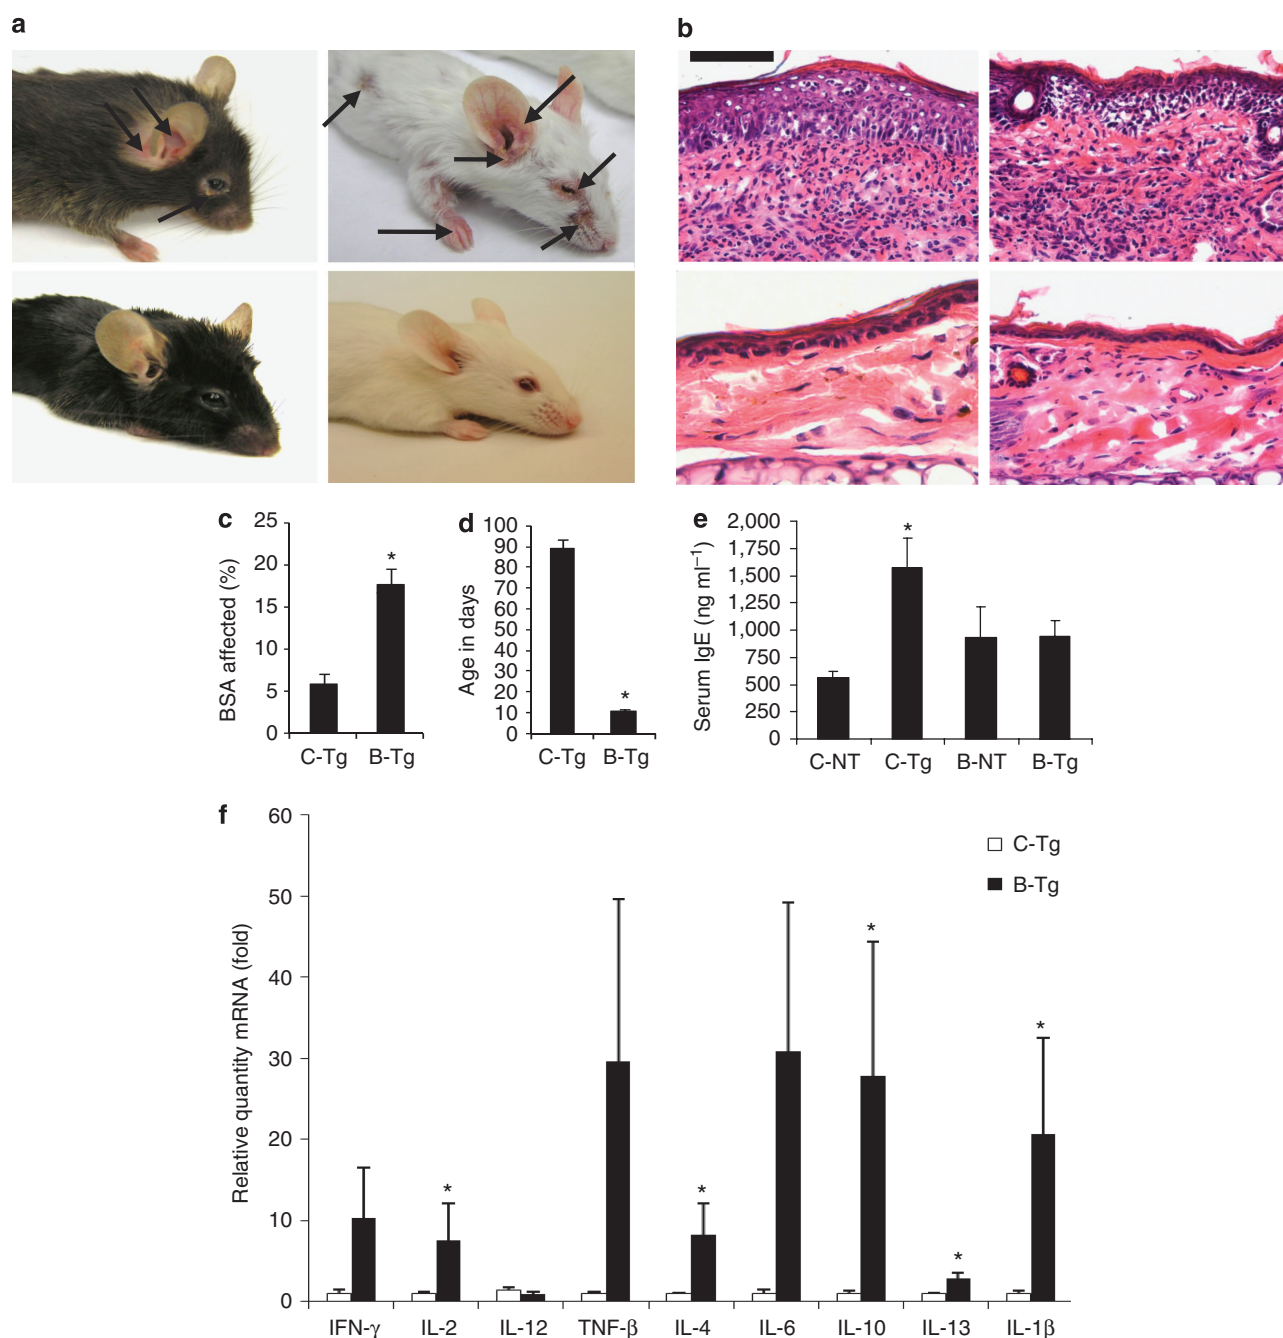 a
b
c
BSA affected (%)
25
20
15
10
5
0
*
C-Tg B-Tg
d
Age in days
100
90
80
70
60
50
40
30
20
10
0
*
C-Tg B-Tg
e
Serum IgE (ng ml⁻¹)
2,000
1,750
1,500
1,250
1,000
750
500
250
0
*
C-NT C-Tg B-NT B-Tg
f
Relative quantity mRNA (fold)
60
50
40
30
20
10
0
C-Tg
B-Tg
* * * * *
IFN-γ IL-2 IL-12 TNF-β IL-4 IL-6 IL-10 IL-13 IL-1β